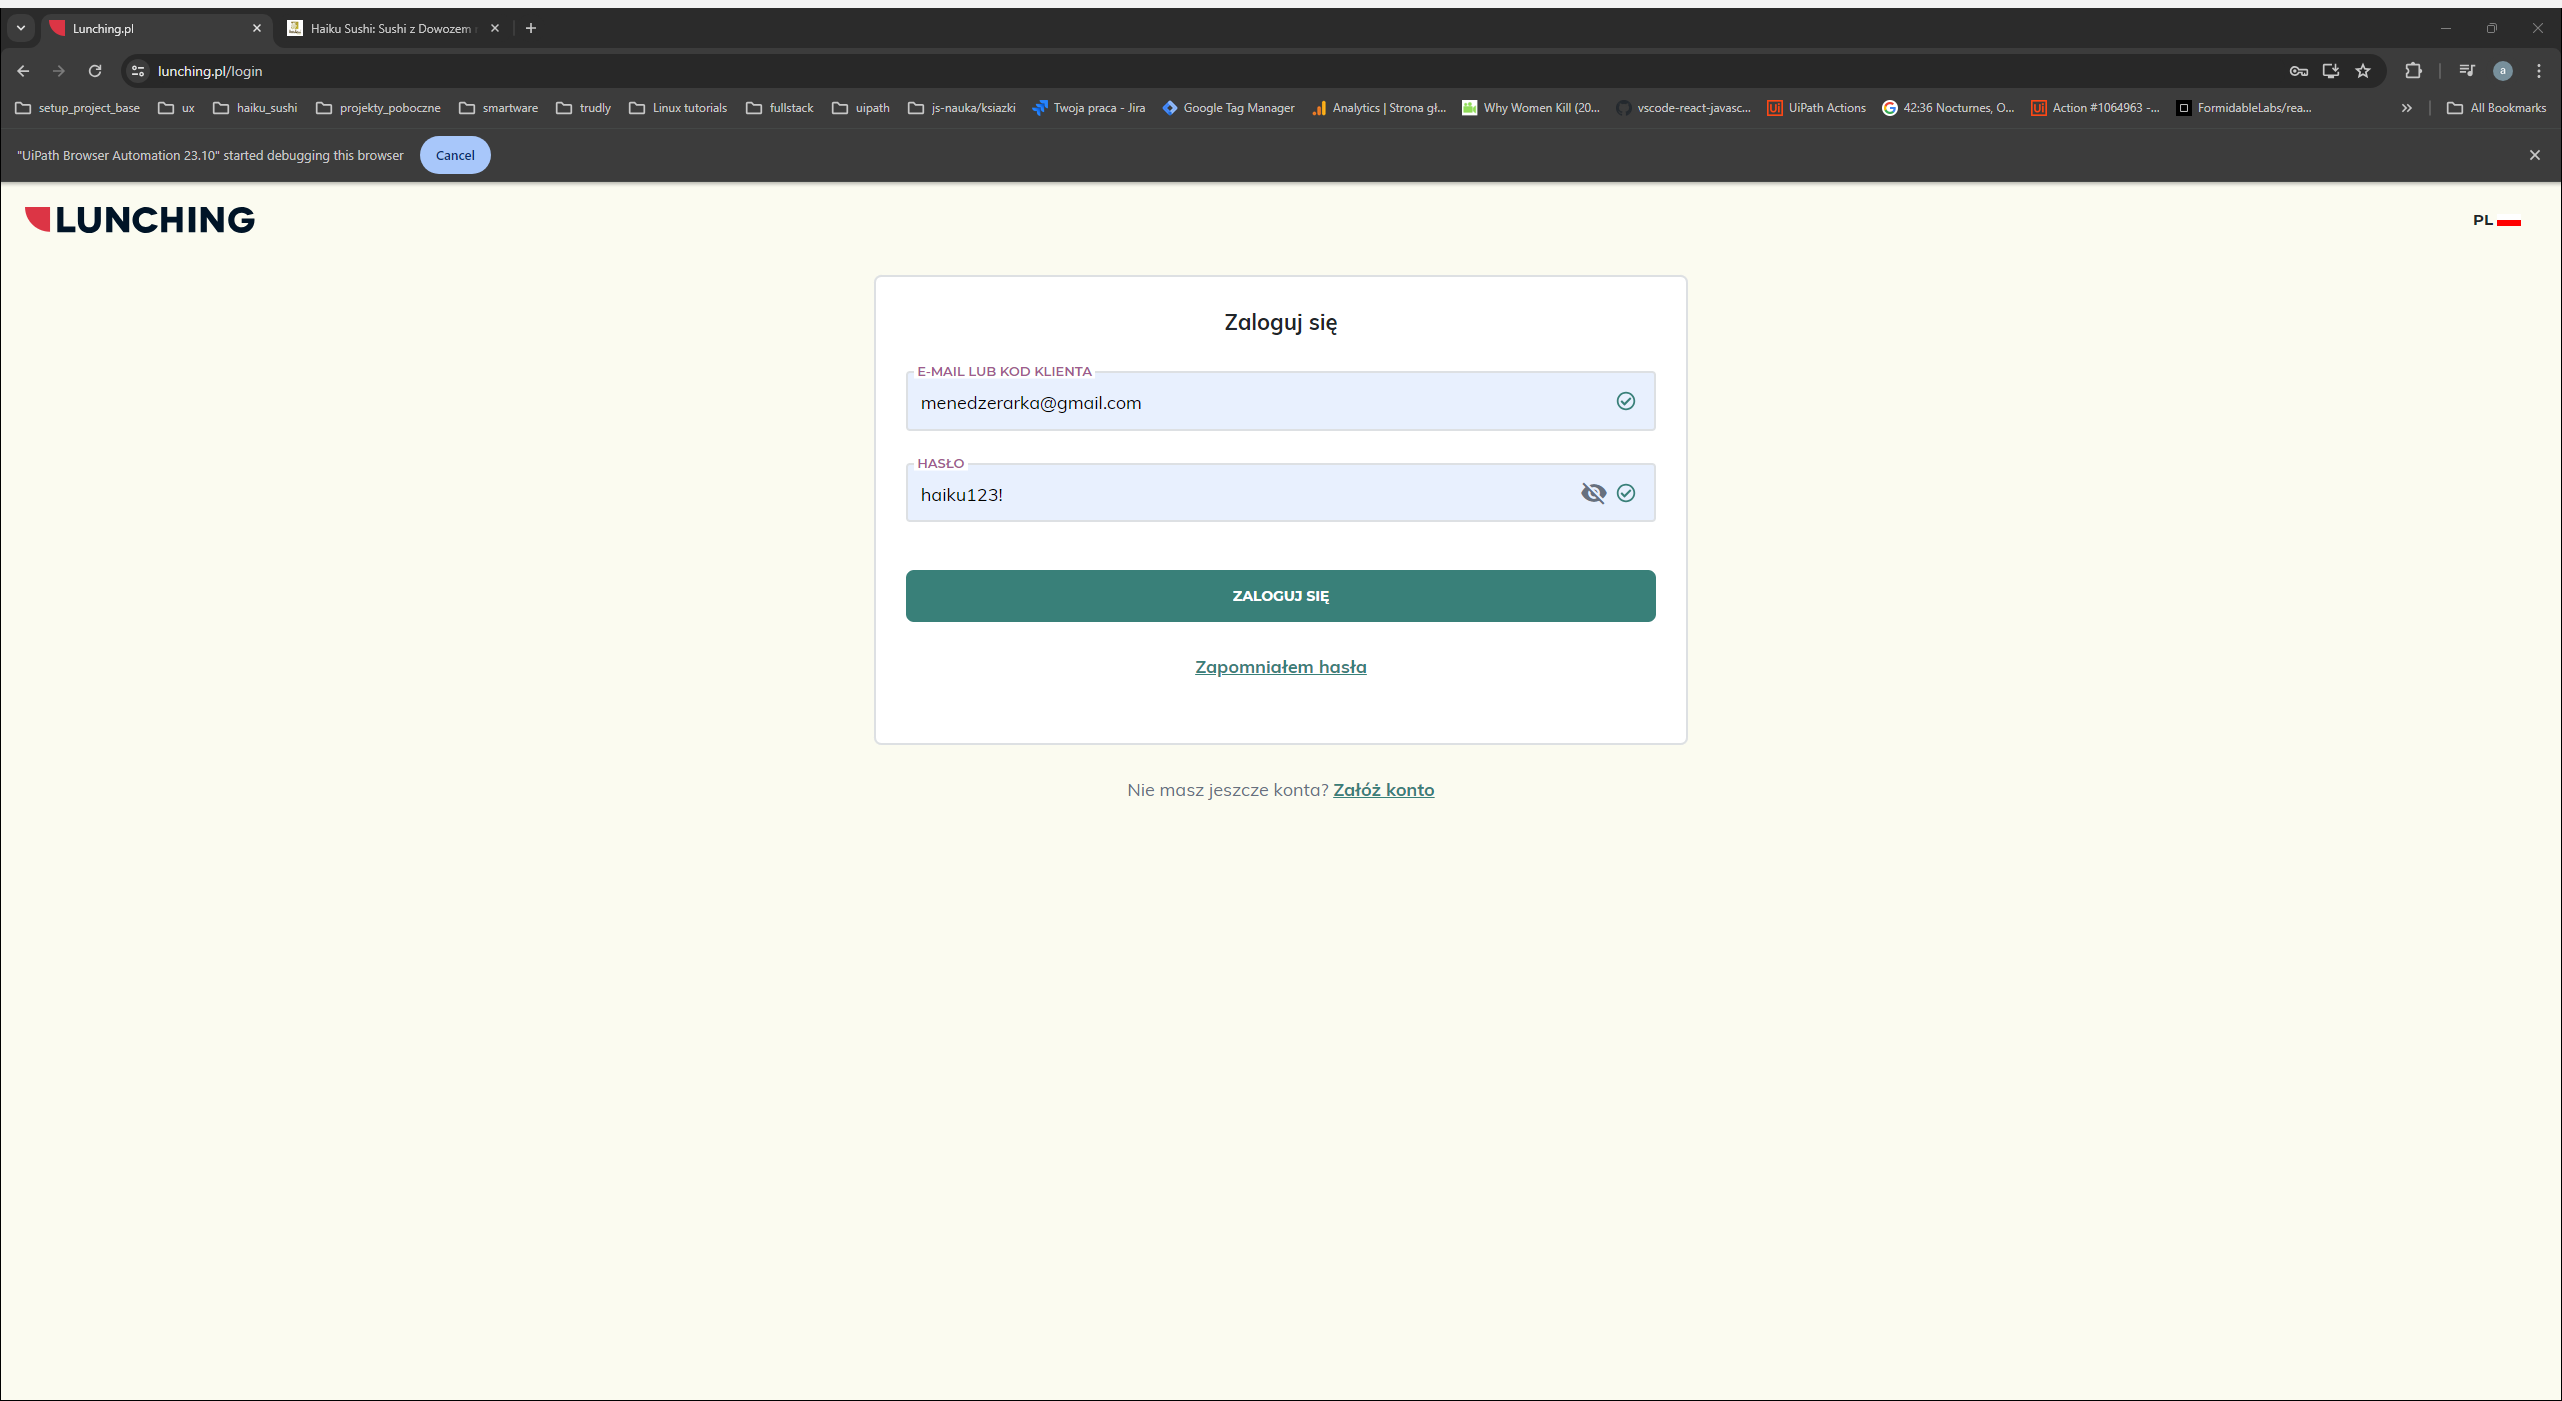 Lunching.pl
Haiku Sushi: Sushi z Dowozem
lunching.pl/login
a
setup_project_base ux haiku_sushi projekty_poboczne smartware trudly Linux tutorials fullstack uipath js-nauka/ksiazki Twoja praca - Jira Google Tag Manager Analytics | Strona gł... Why Women Kill (20... vscode-react-javasc... UiPath Actions 42:36 Nocturnes, O... Action #1064963 -... FormidableLabs/rea... All Bookmarks
"UiPath Browser Automation 23.10" started debugging this browser Cancel
LUNCHING
PL
Zaloguj się
E-MAIL LUB KOD KLIENTA
menedzerarka@gmail.com
HASŁO
haiku123!
ZALOGUJ SIĘ
Zapomniałem hasła
Nie masz jeszcze konta? Załóż konto